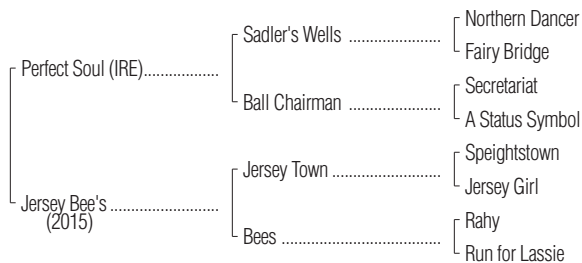 Northern Dancer
Sadler's Wells
Fairy Bridge
Perfect Soul (IRE)
Secretariat
Ball Chairman
A Status Symbol
Speightstown
Jersey Town
Jersey Girl
Jersey Bee's
(2015)
Rahy
Bees
Run for Lassie